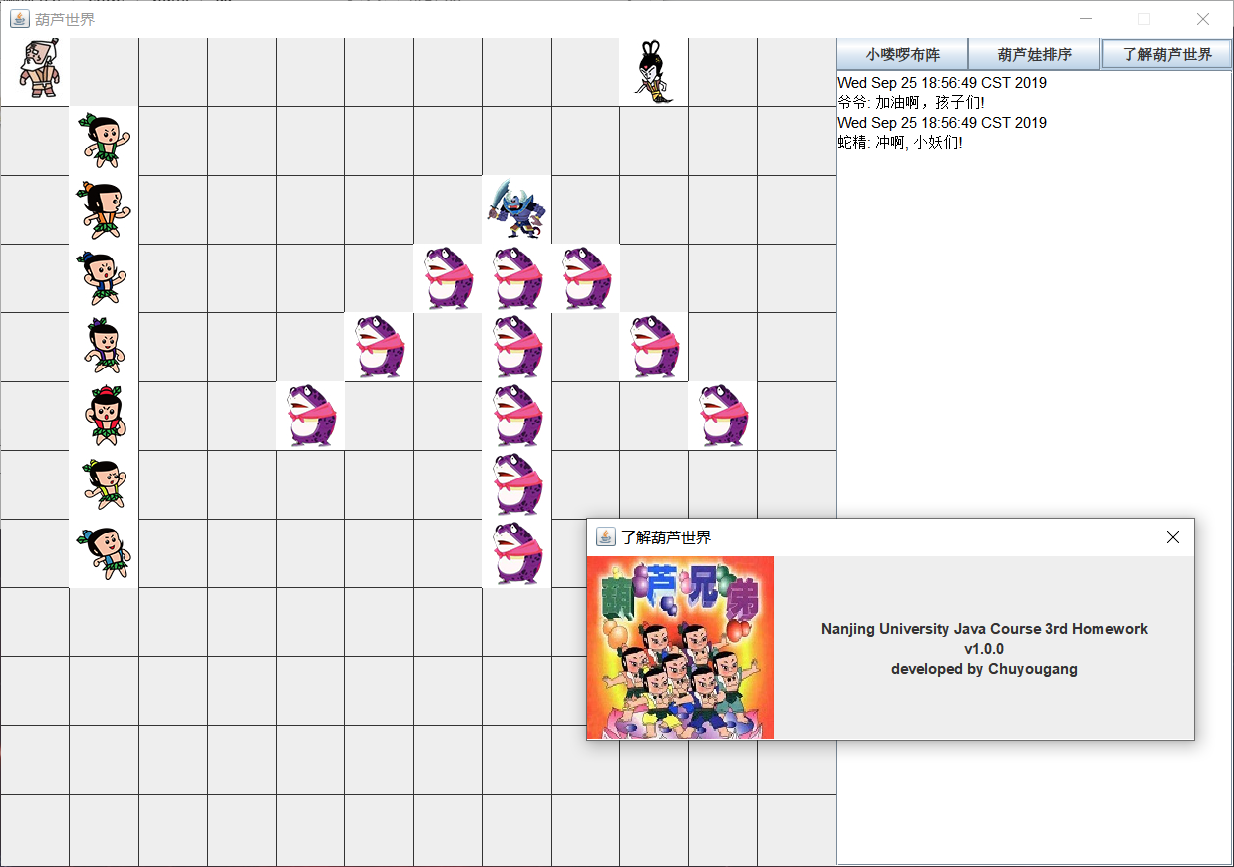 葫芦世界
小喽啰布阵 葫芦娃排序 了解葫芦世界
Wed Sep 25 18:56:49 CST 2019
爷爷: 加油啊，孩子们!
Wed Sep 25 18:56:49 CST 2019
蛇精: 冲啊, 小妖们!
了解葫芦世界
葫芦兄弟
Nanjing University Java Course 3rd Homework
v1.0.0
developed by Chuyougang